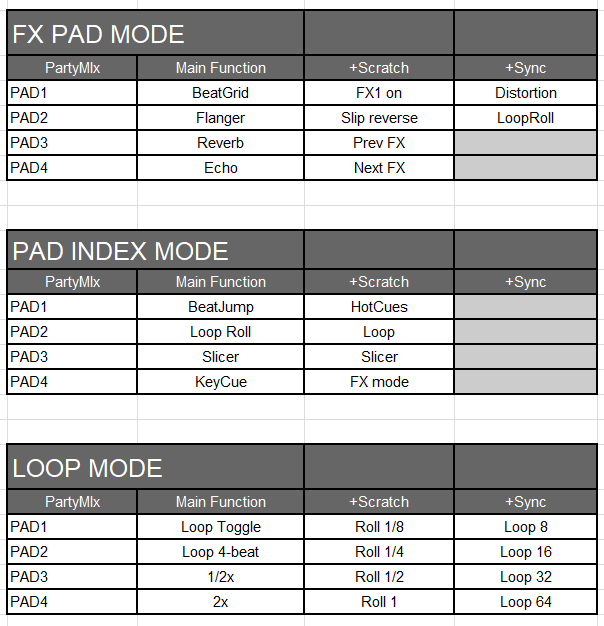 FX PAD MODE
PartyMIx Main Function +Scratch +Sync
PAD1 BeatGrid FX1 on Distortion
PAD2 Flanger Slip reverse LoopRoll
PAD3 Reverb Prev FX
PAD4 Echo Next FX
PAD INDEX MODE
PartyMIx Main Function +Scratch +Sync
PAD1 BeatJump HotCues
PAD2 Loop Roll Loop
PAD3 Slicer Slicer
PAD4 KeyCue FX mode
LOOP MODE
PartyMIx Main Function +Scratch +Sync
PAD1 Loop Toggle Roll 1/8 Loop 8
PAD2 Loop 4-beat Roll 1/4 Loop 16
PAD3 1/2x Roll 1/2 Loop 32
PAD4 2x Roll 1 Loop 64